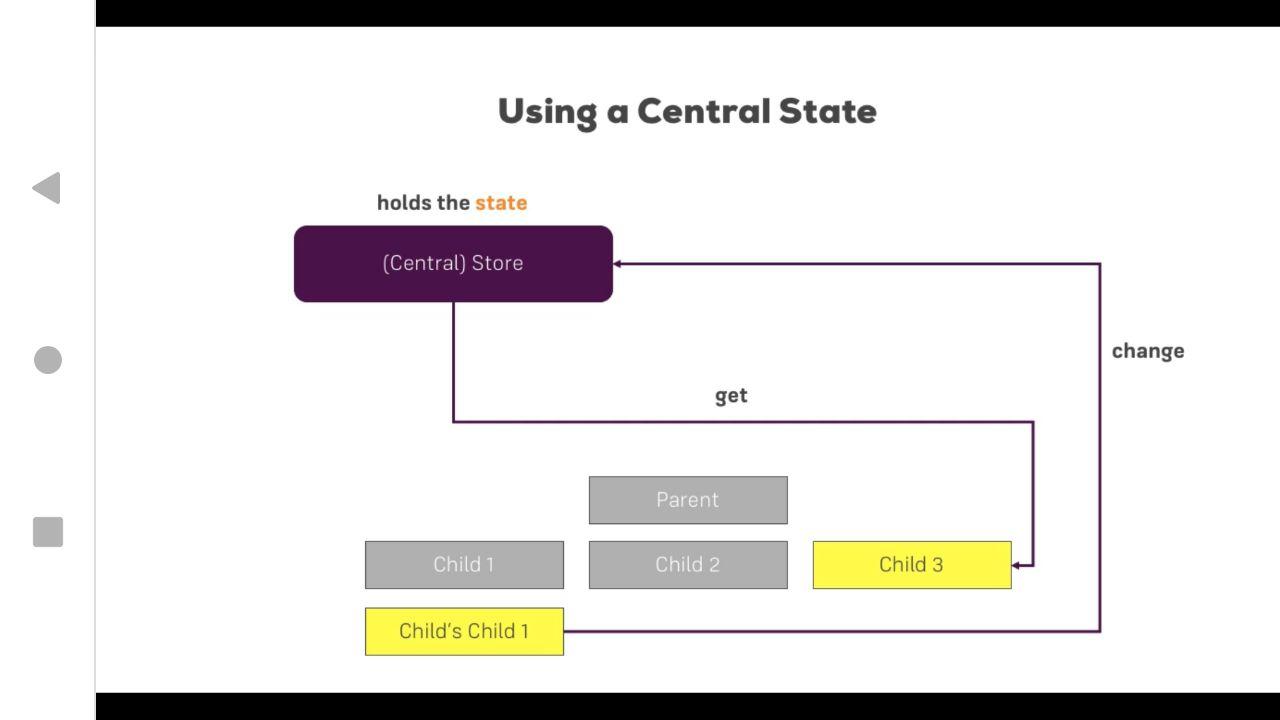 Using a Central State
holds the state
(Central) Store
change
get
Parent
Child 1
Child 2
Child 3
Child's Child 1